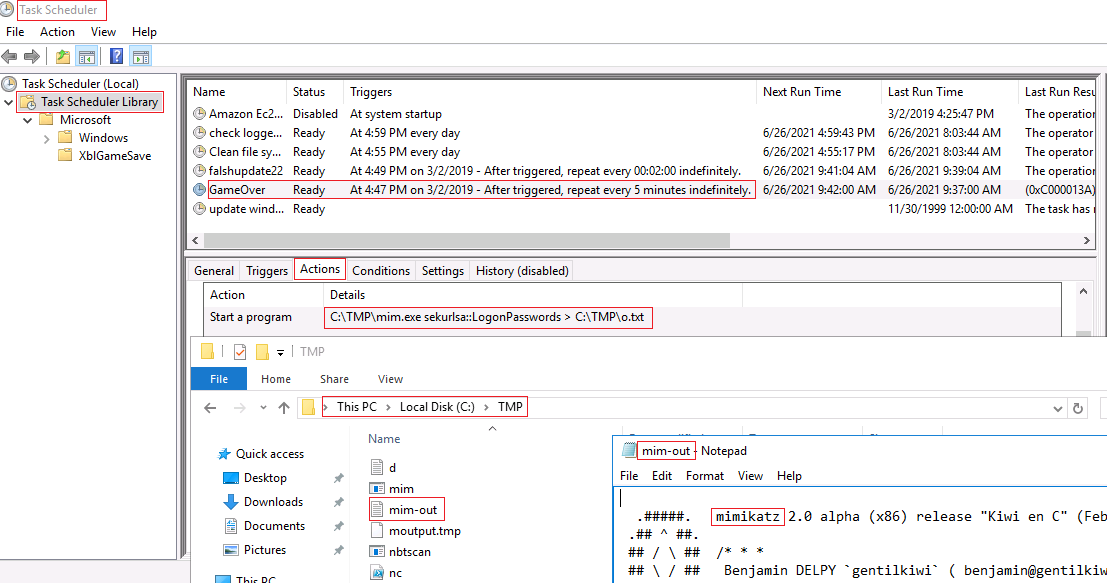 Task Scheduler
File Action View Help
Task Scheduler (Local)
Task Scheduler Library
Microsoft
Windows
XblGameSave
Name Status Triggers Next Run Time Last Run Time Last Run Resu
Amazon Ec2... Disabled At system startup 3/2/2019 4:25:47 PM The operation
check logge... Ready At 4:59 PM every day 6/26/2021 4:59:43 PM 6/26/2021 8:03:44 AM The operation
Clean file sy... Ready At 4:55 PM every day 6/26/2021 4:55:17 PM 6/26/2021 8:03:44 AM The operation
falshupdate22 Ready At 4:49 PM on 3/2/2019 - After triggered, repeat every 00:02:00 indefinitely. 6/26/2021 9:41:04 AM 6/26/2021 9:39:04 AM The operation
GameOver Ready At 4:47 PM on 3/2/2019 - After triggered, repeat every 5 minutes indefinitely. 6/26/2021 9:42:00 AM 6/26/2021 9:37:00 AM (0xC000013A)
update wind... Ready 11/30/1999 12:00:00 AM The task has
General Triggers Actions Conditions Settings History (disabled)
Action Details
Start a program C:\TMP\mim.exe sekurlsa::LogonPasswords > C:\TMP\o.txt
TMP
File Home Share View
This PC > Local Disk (C:) > TMP
Name
Quick access
Desktop
Downloads
Documents
Pictures
This PC
d
mim
mim-out
moutput.tmp
nbtscan
nc
mim-out - Notepad
File Edit Format View Help
.#####. mimikatz 2.0 alpha (x86) release "Kiwi en C" (Feb
.## ^ ##.
## / \ ## /* * *
## \ / ## Benjamin DELPY `gentilkiwi` ( benjamin@gentilkiw